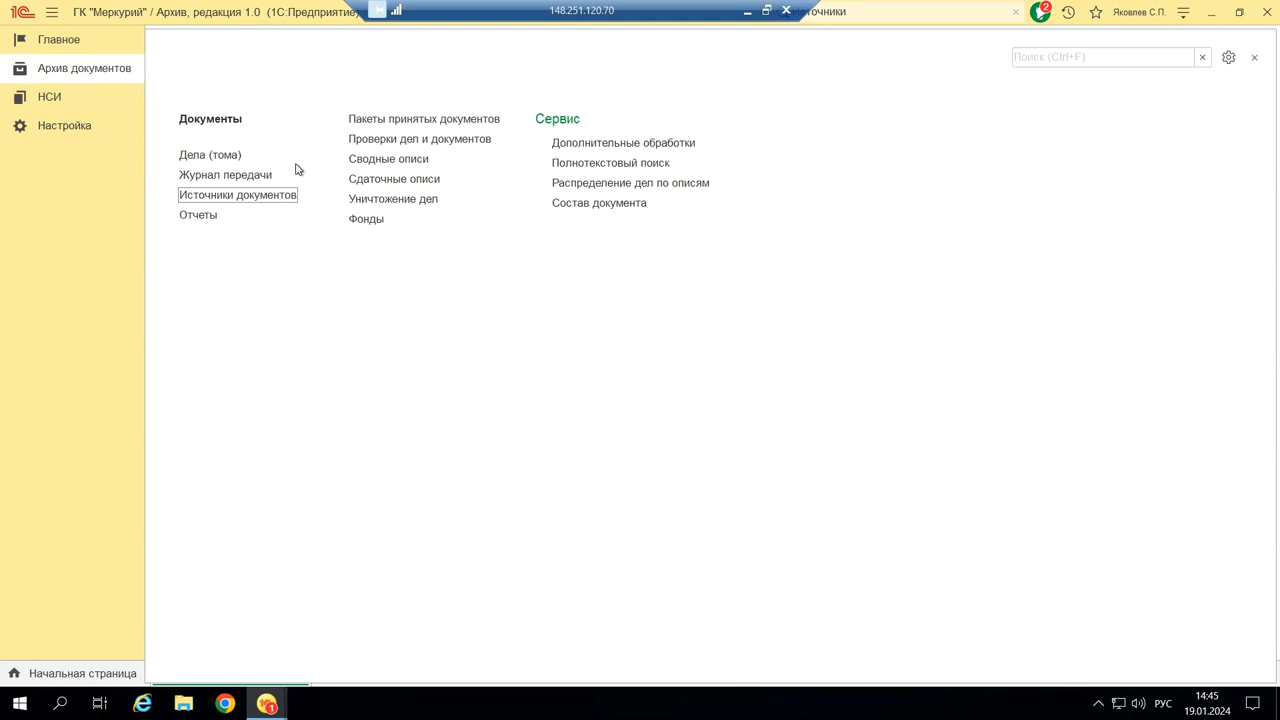 ГК "Меркурий" / Архив, редакция 1.0 (1С:Предприятие)
148.251.120.70
2
Яковлев С.П.
Главное
Архив документов
НСИ
Настройка
Поиск (Ctrl+F)
Документы
Дела (тома)
Журнал передачи
Источники документов
Отчеты
Пакеты принятых документов
Проверки дел и документов
Сводные описи
Сдаточные описи
Уничтожение дел
Фонды
Сервис
Дополнительные обработки
Полнотекстовый поиск
Распределение дел по описям
Состав документа
Начальная страница
1
РУС
14:45
19.01.2024